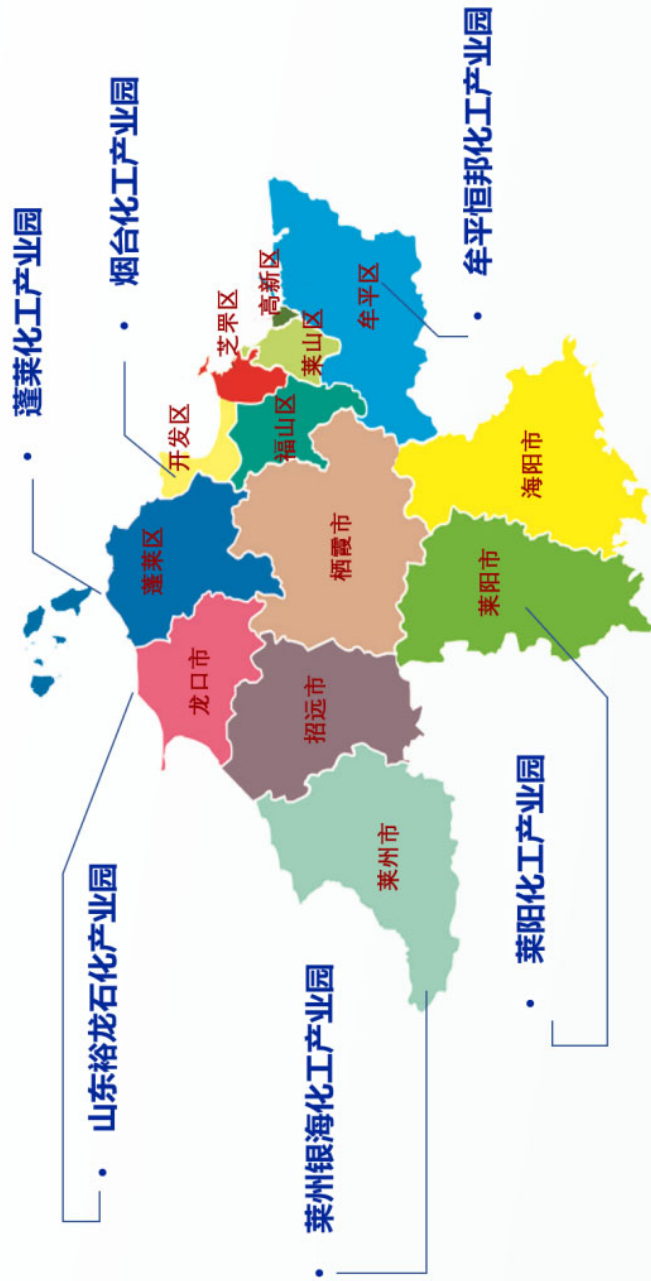 蓬莱化工产业园
烟台化工产业园
山东裕龙石化产业园
开发区
芝罘区
高新区
蓬莱区
福山区
莱山区
龙口市
牟平区
招远市
栖霞市
莱州市
莱阳市
海阳市
莱州银海化工产业园
莱阳化工产业园
牟平恒邦化工产业园